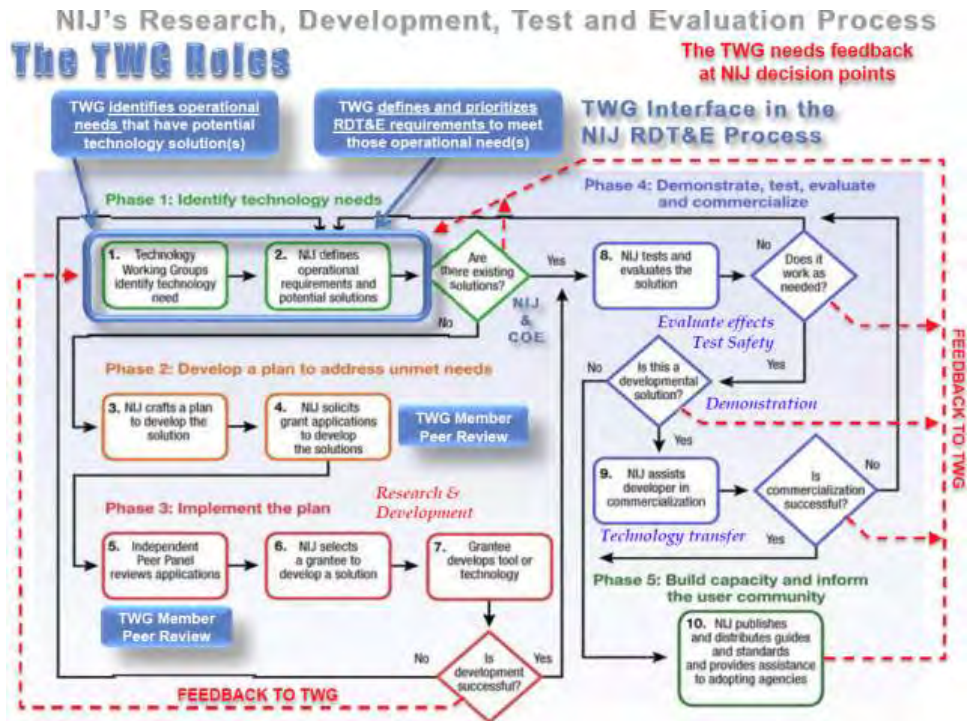 NIJ's Research, Development, Test and Evaluation Process
The TWG Roles
The TWG needs feedback
at NIJ decision points
TWG identifies operational
needs that have potential
technology solution(s)
TWG defines and prioritizes
RDT&E requirements to meet
those operational need(s)
TWG Interface in the
NIJ RDT&E Process
Phase 1: Identify technology needs
1. Technology
Working Groups
identify technology
need
2. NIJ defines
operational
requirements and
potential solutions
Are
there existing
solutions?
Yes
No
NIJ
&
COE
Phase 4: Demonstrate, test, evaluate
and commercialize
8. NIJ tests and
evaluates the
solution
No
Does it
work as
needed?
Evaluate effects
Test Safety
Yes
No
Is this a
developmental
solution?
Demonstration
Yes
Phase 2: Develop a plan to address unmet needs
3. NIJ crafts a plan
to develop the
solution
4. NIJ solicits
grant applications
to develop
the solutions
TWG Member
Peer Review
9. NIJ assists
developer in
commercialization
Is
commercialization
successful?
No
Technology transfer
Yes
FEEDBACK TO TWG
Research &
Development
Phase 3: Implement the plan
5. Independent
Peer Panel
reviews applications
6. NIJ selects
a grantee to
develop a solution
7. Grantee
develops tool or
technology
TWG Member
Peer Review
No
Is
development
successful?
Yes
FEEDBACK TO TWG
Phase 5: Build capacity and inform
the user community
10. NIJ publishes
and distributes guides
and standards
and provides assistance
to adopting agencies